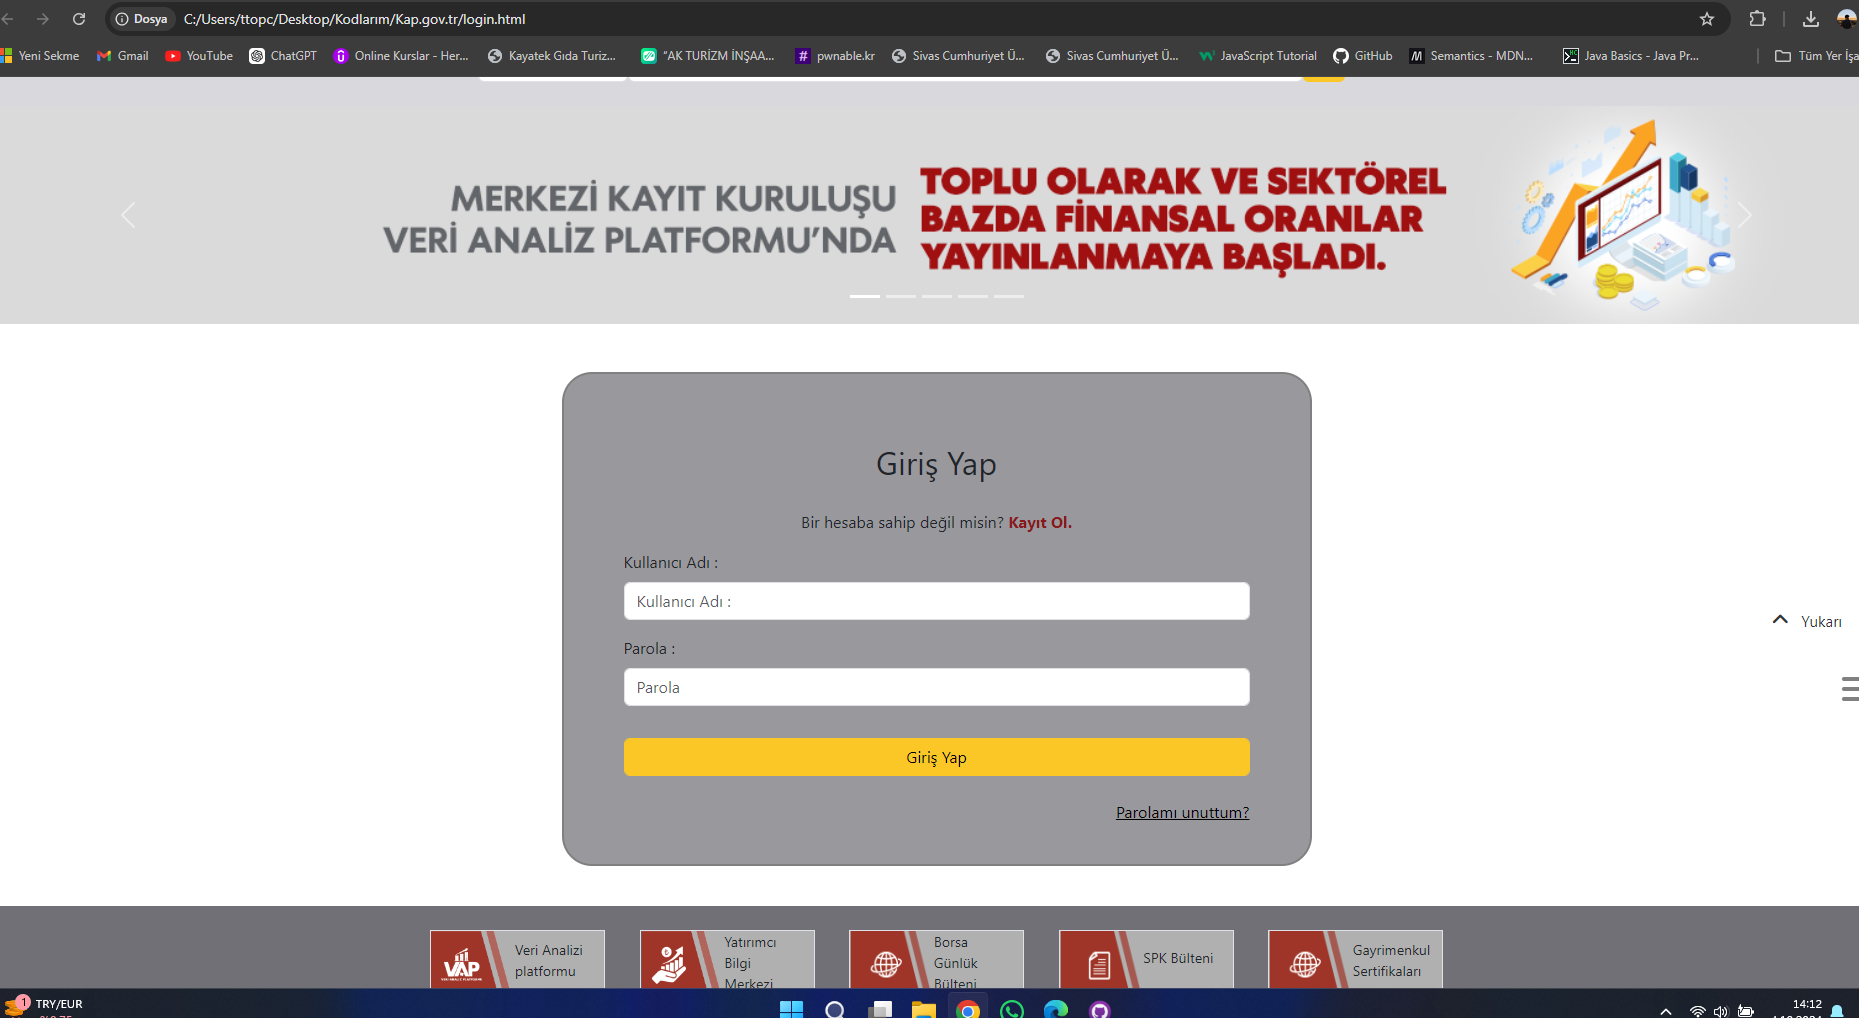 Dosya
C:/Users/ttopc/Desktop/Kodlarım/Kap.gov.tr/login.html
Yeni Sekme
Gmail
YouTube
ChatGPT
Online Kurslar - Her...
Kayatek Gıda Turiz...
"AK TURİZM İNŞAA...
pwnable.kr
Sivas Cumhuriyet Ü...
Sivas Cumhuriyet Ü...
JavaScript Tutorial
GitHub
Semantics - MDN...
Java Basics - Java Pr...
Tüm Yer İşa
MERKEZİ KAYIT KURULUŞU
VERİ ANALİZ PLATFORMU'NDA
TOPLU OLARAK VE SEKTÖREL
BAZDA FİNANSAL ORANLAR
YAYINLANMAYA BAŞLADI.
Giriş Yap
Bir hesaba sahip değil misin? Kayıt Ol.
Kullanıcı Adı :
Kullanıcı Adı :
Parola :
Parola
Giriş Yap
Parolamı unuttum?
Yukarı
VAP
VERİ ANALİZ PLATFORMU
Veri Analizi
platformu
Yatırımcı
Bilgi
Merkezi
Borsa
Günlük
Bülteni
SPK Bülteni
Gayrimenkul
Sertifikaları
1
TRY/EUR
14:12